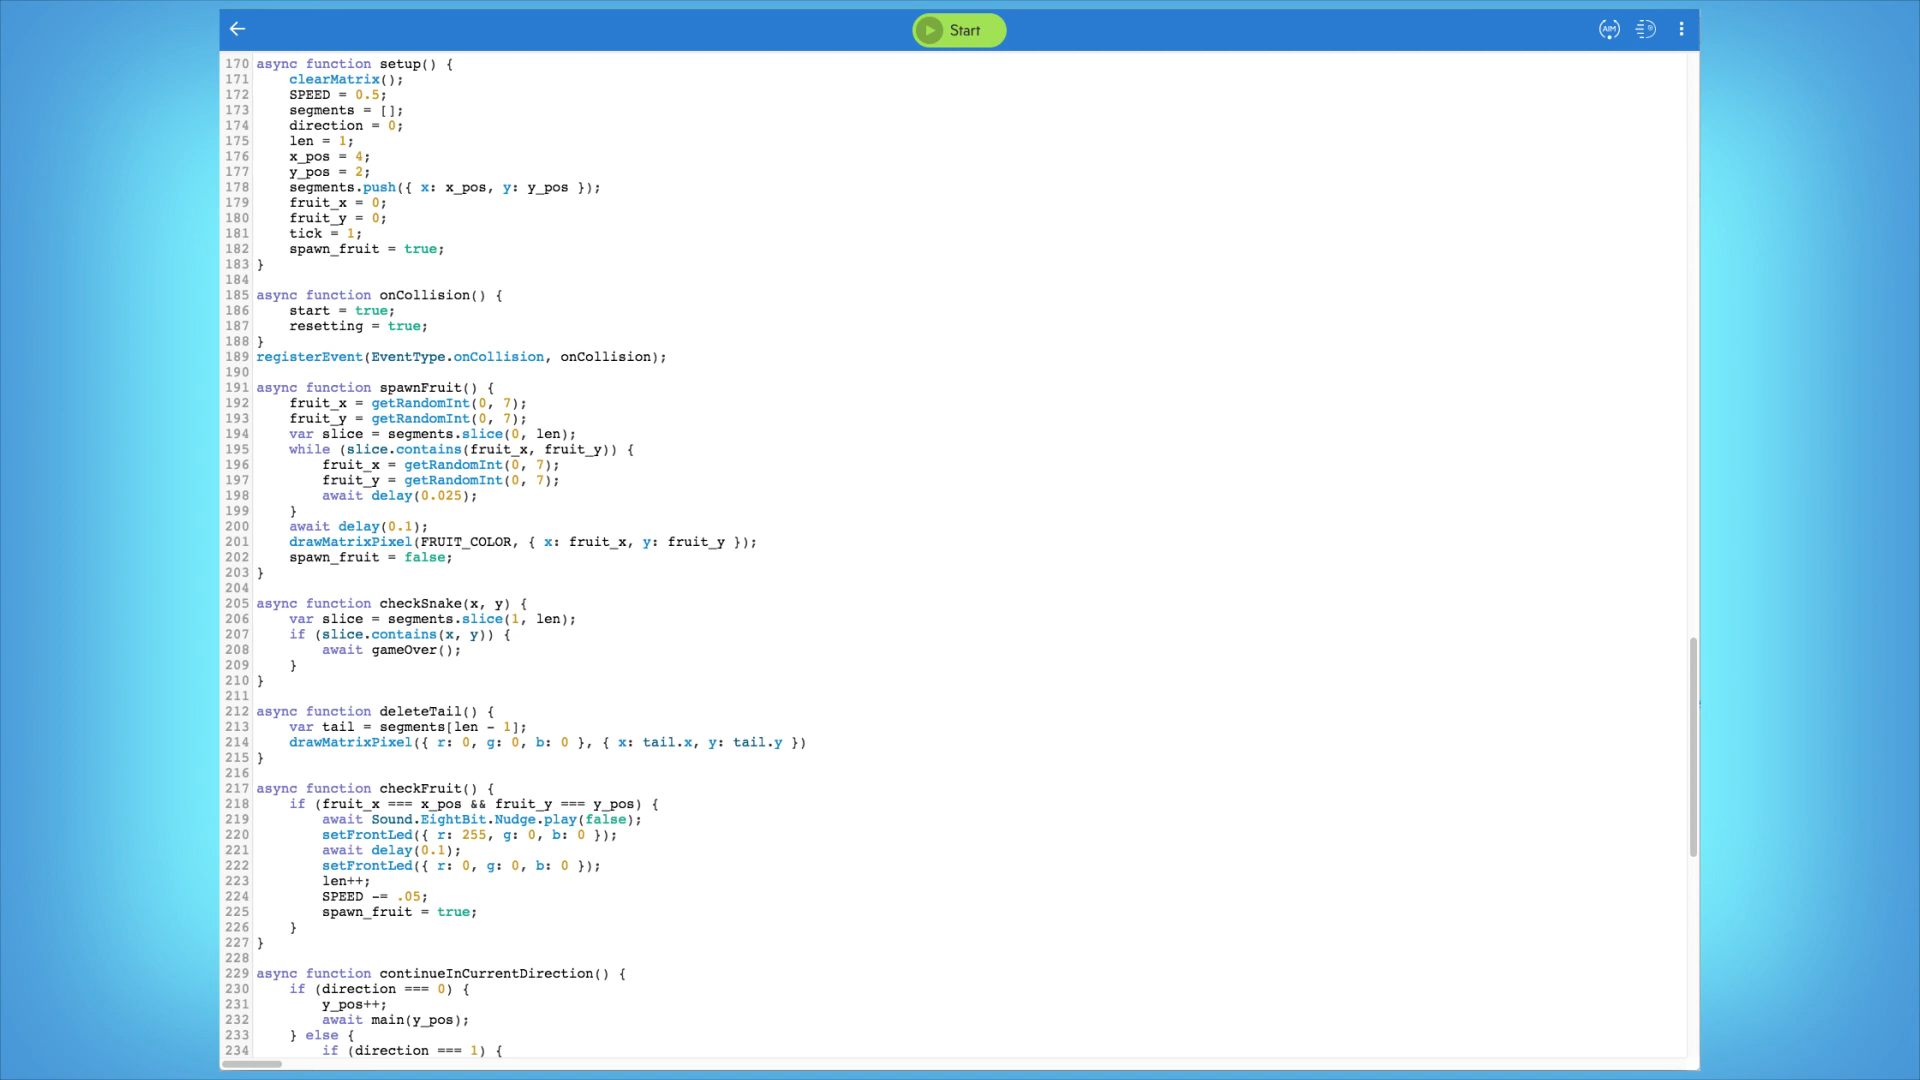 Start
AIM
170 async function setup() {
171     clearMatrix();
172     SPEED = 0.5;
173     segments = [];
174     direction = 0;
175     len = 1;
176     x_pos = 4;
177     y_pos = 2;
178     segments.push({ x: x_pos, y: y_pos });
179     fruit_x = 0;
180     fruit_y = 0;
181     tick = 1;
182     spawn_fruit = true;
183 }
184
185 async function onCollision() {
186     start = true;
187     resetting = true;
188 }
189 registerEvent(EventType.onCollision, onCollision);
190
191 async function spawnFruit() {
192     fruit_x = getRandomInt(0, 7);
193     fruit_y = getRandomInt(0, 7);
194     var slice = segments.slice(0, len);
195     while (slice.contains(fruit_x, fruit_y)) {
196         fruit_x = getRandomInt(0, 7);
197         fruit_y = getRandomInt(0, 7);
198         await delay(0.025);
199     }
200     await delay(0.1);
201     drawMatrixPixel(FRUIT_COLOR, { x: fruit_x, y: fruit_y });
202     spawn_fruit = false;
203 }
204
205 async function checkSnake(x, y) {
206     var slice = segments.slice(1, len);
207     if (slice.contains(x, y)) {
208         await gameOver();
209     }
210 }
211
212 async function deleteTail() {
213     var tail = segments[len - 1];
214     drawMatrixPixel({ r: 0, g: 0, b: 0 }, { x: tail.x, y: tail.y })
215 }
216
217 async function checkFruit() {
218     if (fruit_x === x_pos && fruit_y === y_pos) {
219         await Sound.EightBit.Nudge.play(false);
220         setFrontLed({ r: 255, g: 0, b: 0 });
221         await delay(0.1);
222         setFrontLed({ r: 0, g: 0, b: 0 });
223         len++;
224         SPEED -= .05;
225         spawn_fruit = true;
226     }
227 }
228
229 async function continueInCurrentDirection() {
230     if (direction === 0) {
231         y_pos++;
232         await main(y_pos);
233     } else {
234         if (direction === 1) {